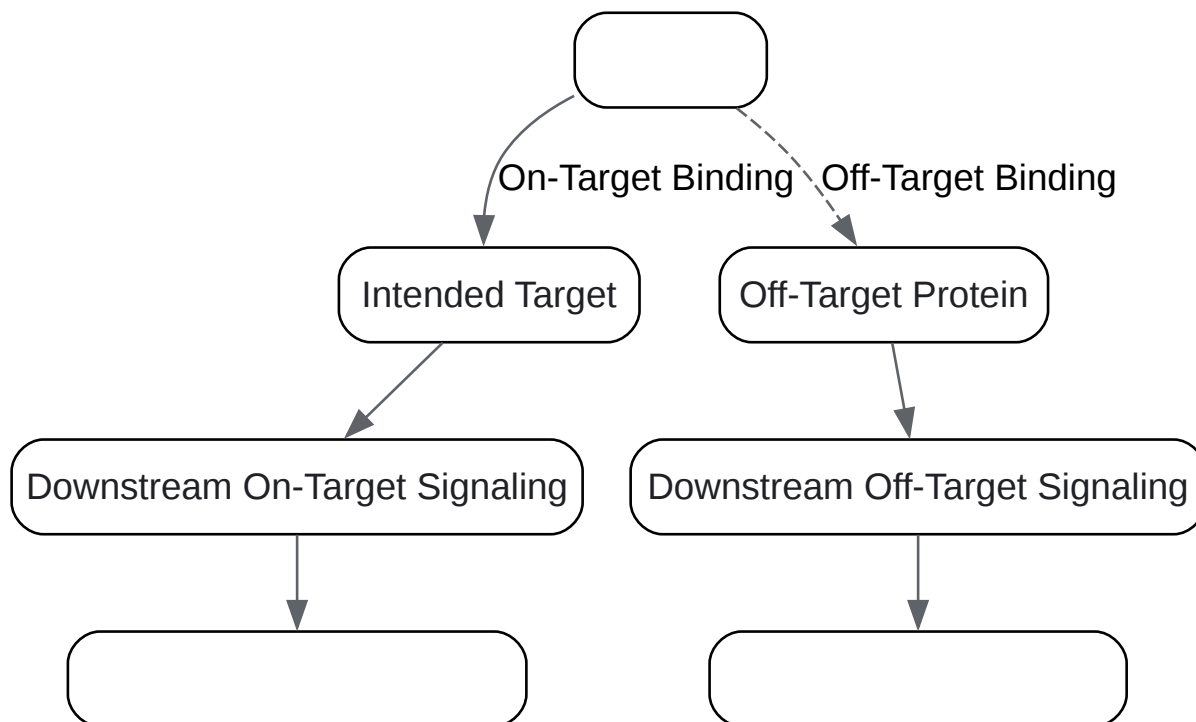 On-Target Binding
Off-Target Binding
Intended Target
Off-Target Protein
Downstream On-Target Signaling
Downstream Off-Target Signaling